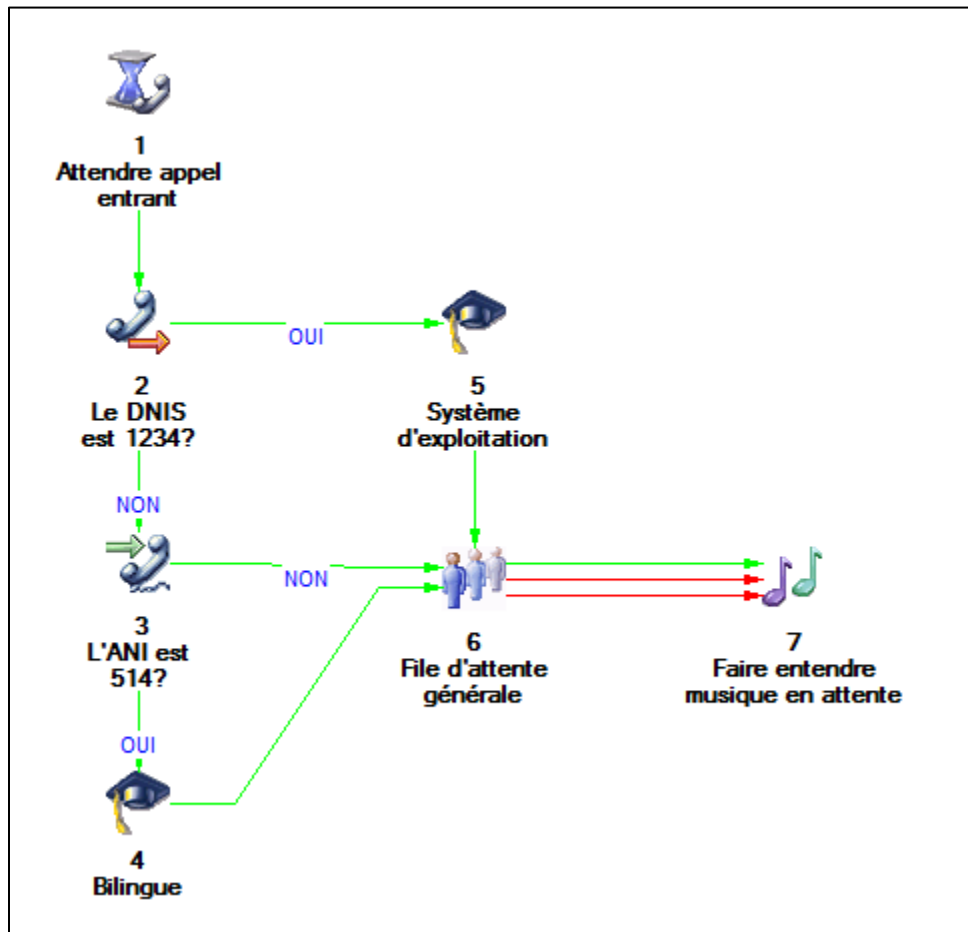 1
Attendre appel
entrant
OUI
2
Le DNIS
est 1234?
5
Système
d'exploitation
NON
NON
3
L'ANI est
514?
6
File d'attente
générale
7
Faire entendre
musique en attente
OUI
4
Bilingue